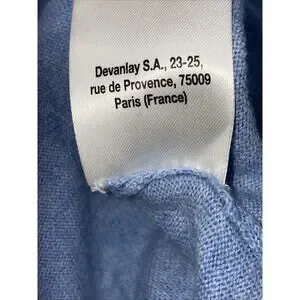 Devanlay S.A., 23-25,
rue de Provence, 75009
Paris (France)